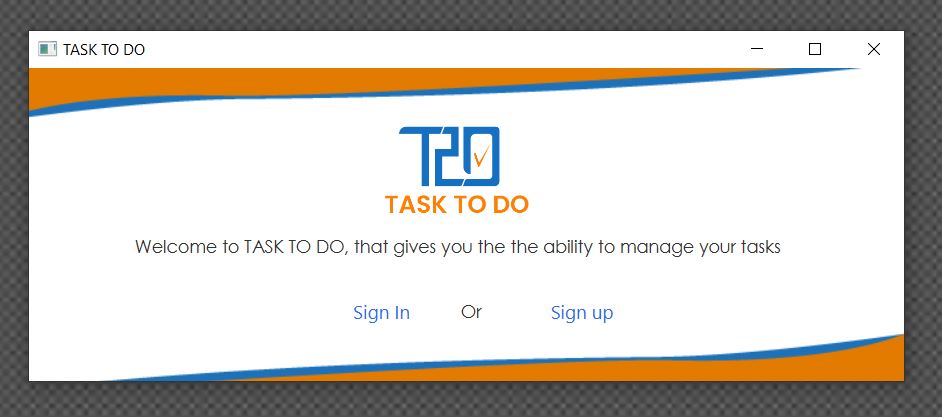 TASK TO DO
T2D
TASK TO DO
Welcome to TASK TO DO, that gives you the the ability to manage your tasks
Sign In Or Sign up